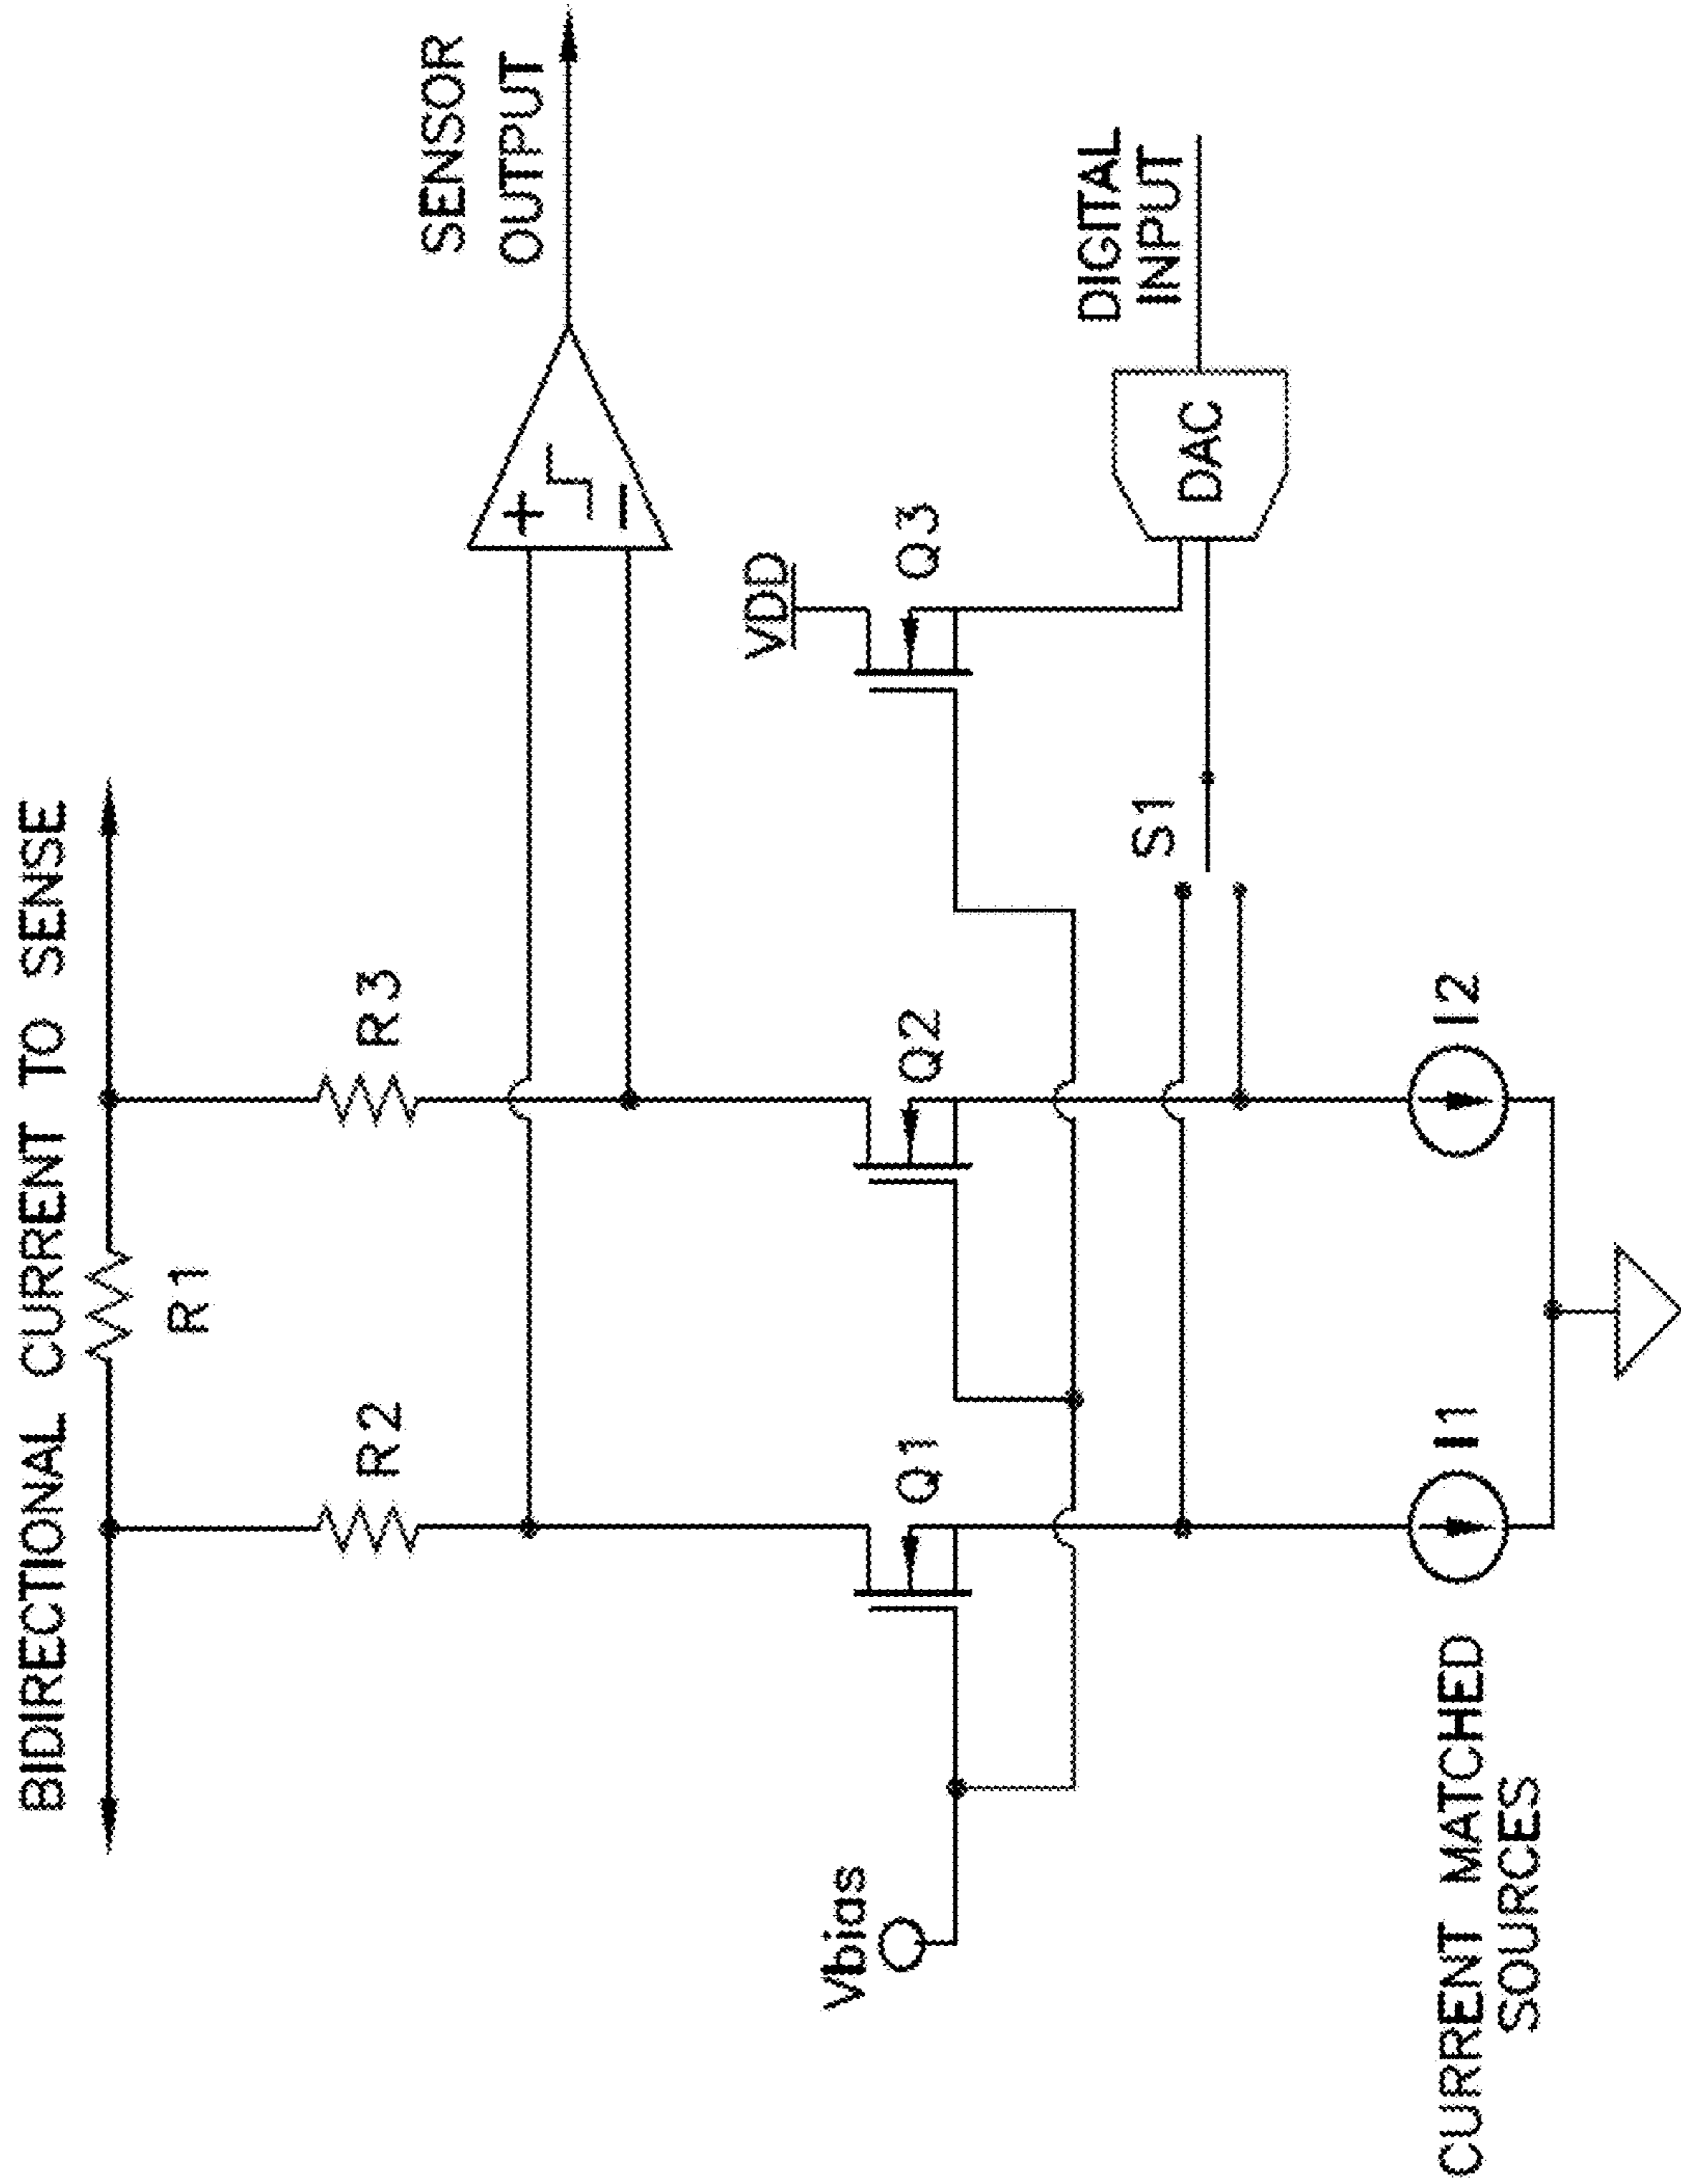 BIDIRECTIONAL CURRENT TO SENSE
R1
R2
R3
SENSOR
OUTPUT
+
−
VDD
Vbias
Q1
Q2
Q3
S1
DIGITAL
INPUT
DAC
CURRENT MATCHED
SOURCES
I1
I2